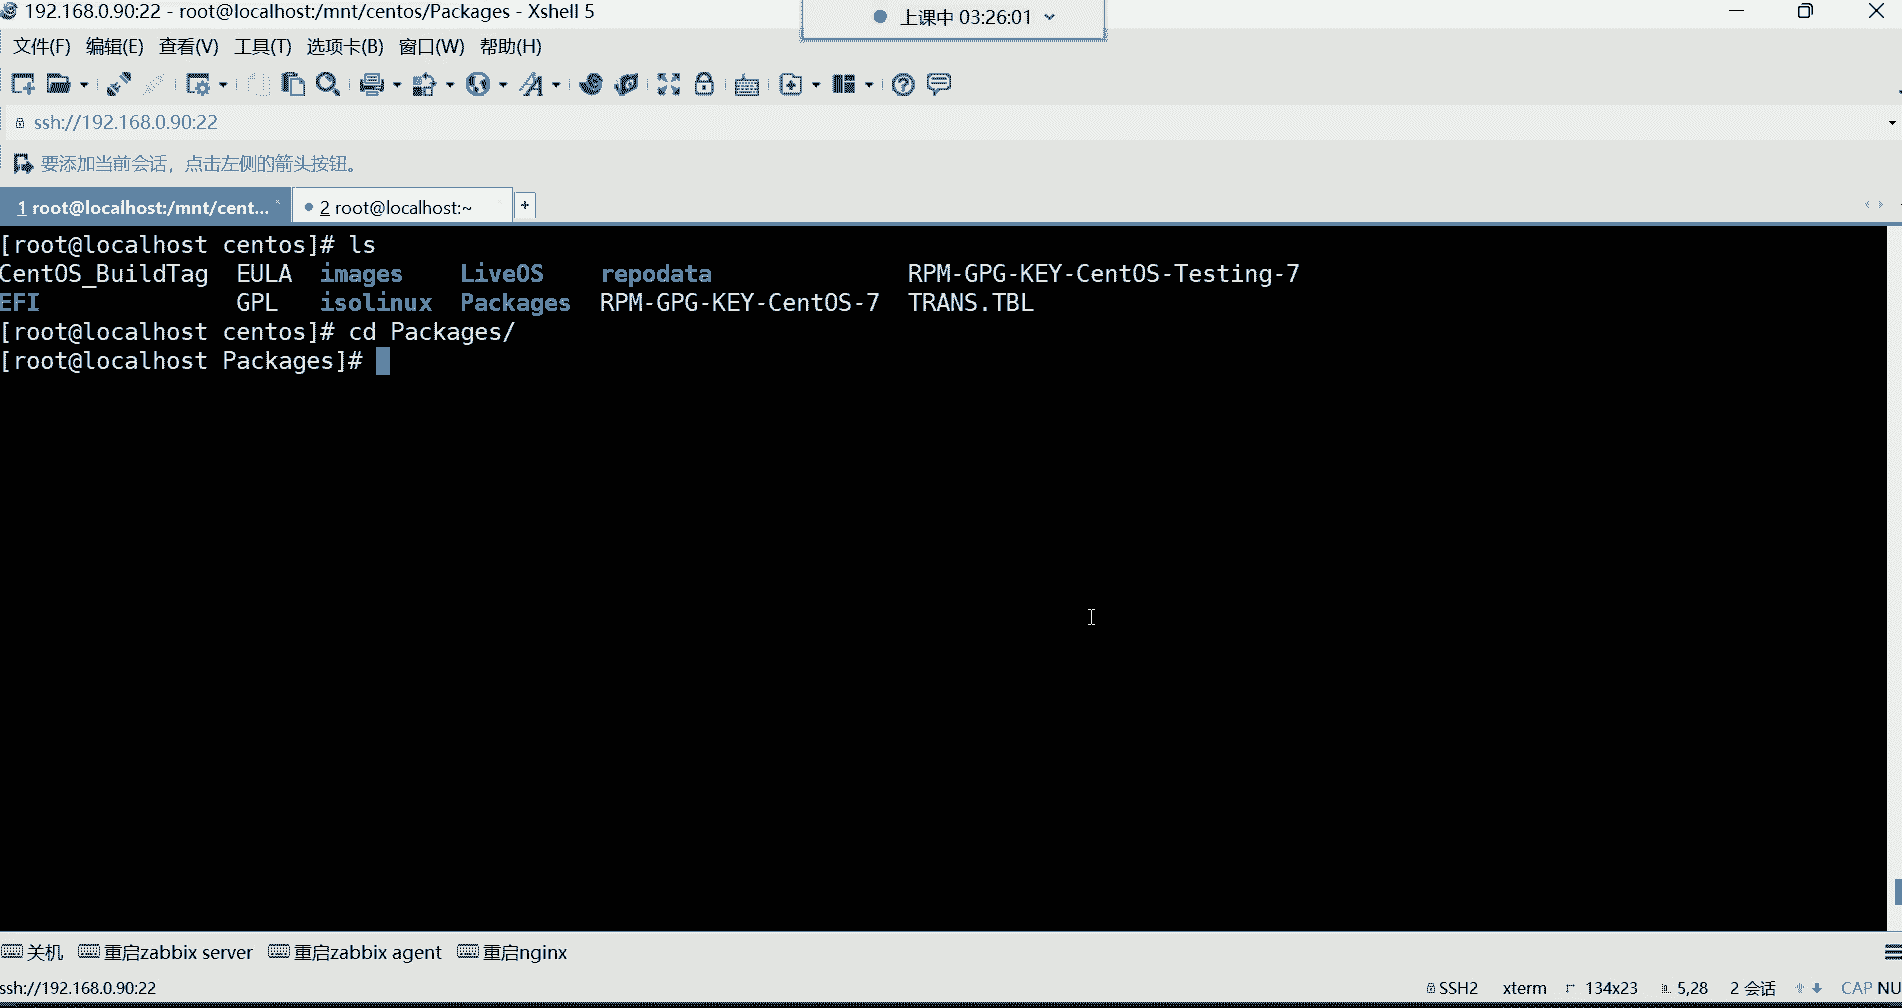 192.168.0.90:22 - root@localhost:/mnt/centos/Packages - Xshell 5
上课中 03:26:01
文件(F) 编辑(E) 查看(V) 工具(T) 选项卡(B) 窗口(W) 帮助(H)
ssh://192.168.0.90:22
要添加当前会话，点击左侧的箭头按钮。
1 root@localhost:/mnt/cent... 2 root@localhost:~ +
[root@localhost centos]# ls
CentOS_BuildTag EULA images LiveOS repodata RPM-GPG-KEY-CentOS-Testing-7
EFI GPL isolinux Packages RPM-GPG-KEY-CentOS-7 TRANS.TBL
[root@localhost centos]# cd Packages/
[root@localhost Packages]#
关机 重启zabbix server 重启zabbix agent 重启nginx
ssh://192.168.0.90:22 SSH2 xterm 134x23 5,28 2 会话 CAP NU